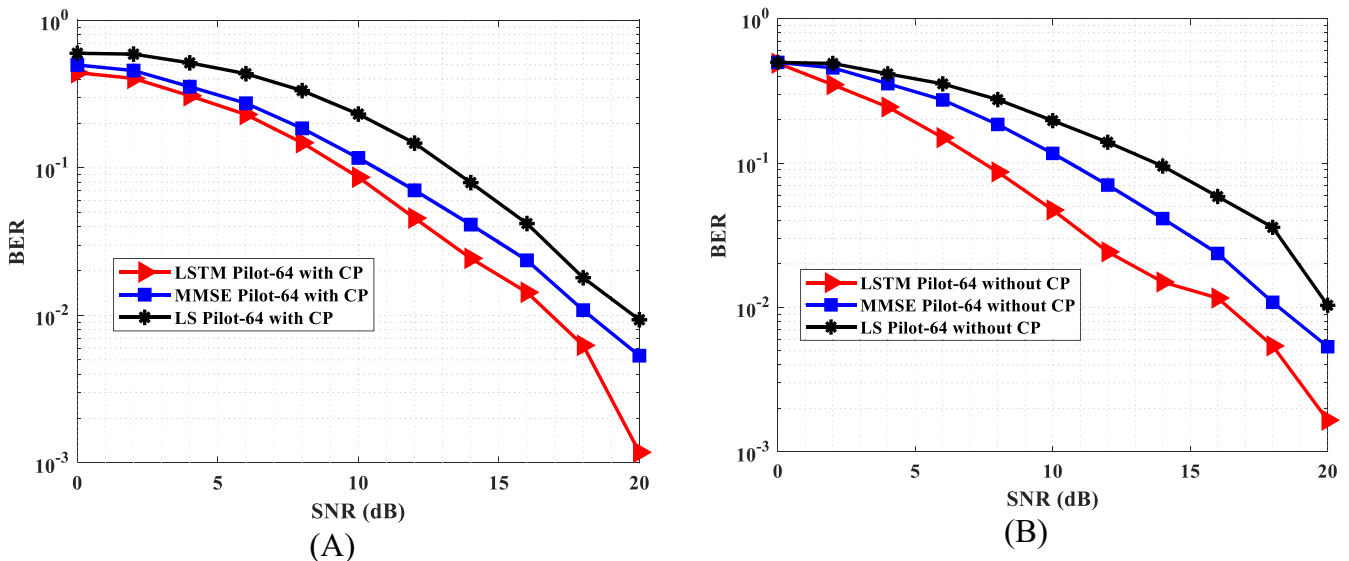 10^0
10^-1
10^-2
10^-3
BER
0
5
10
15
20
SNR (dB)
LSTM Pilot-64 with CP
MMSE Pilot-64 with CP
LS Pilot-64 with CP
(A)
10^0
10^-1
10^-2
10^-3
BER
0
5
10
15
20
SNR (dB)
LSTM Pilot-64 without CP
MMSE Pilot-64 without CP
LS Pilot-64 without CP
(B)